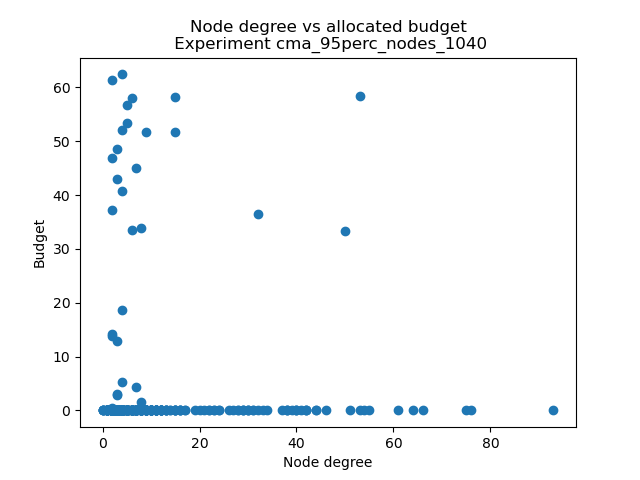 Node degree vs allocated budget
Experiment cma_95perc_nodes_1040
60
50
40
30
20
10
0
Budget
0 20 40 60 80
Node degree